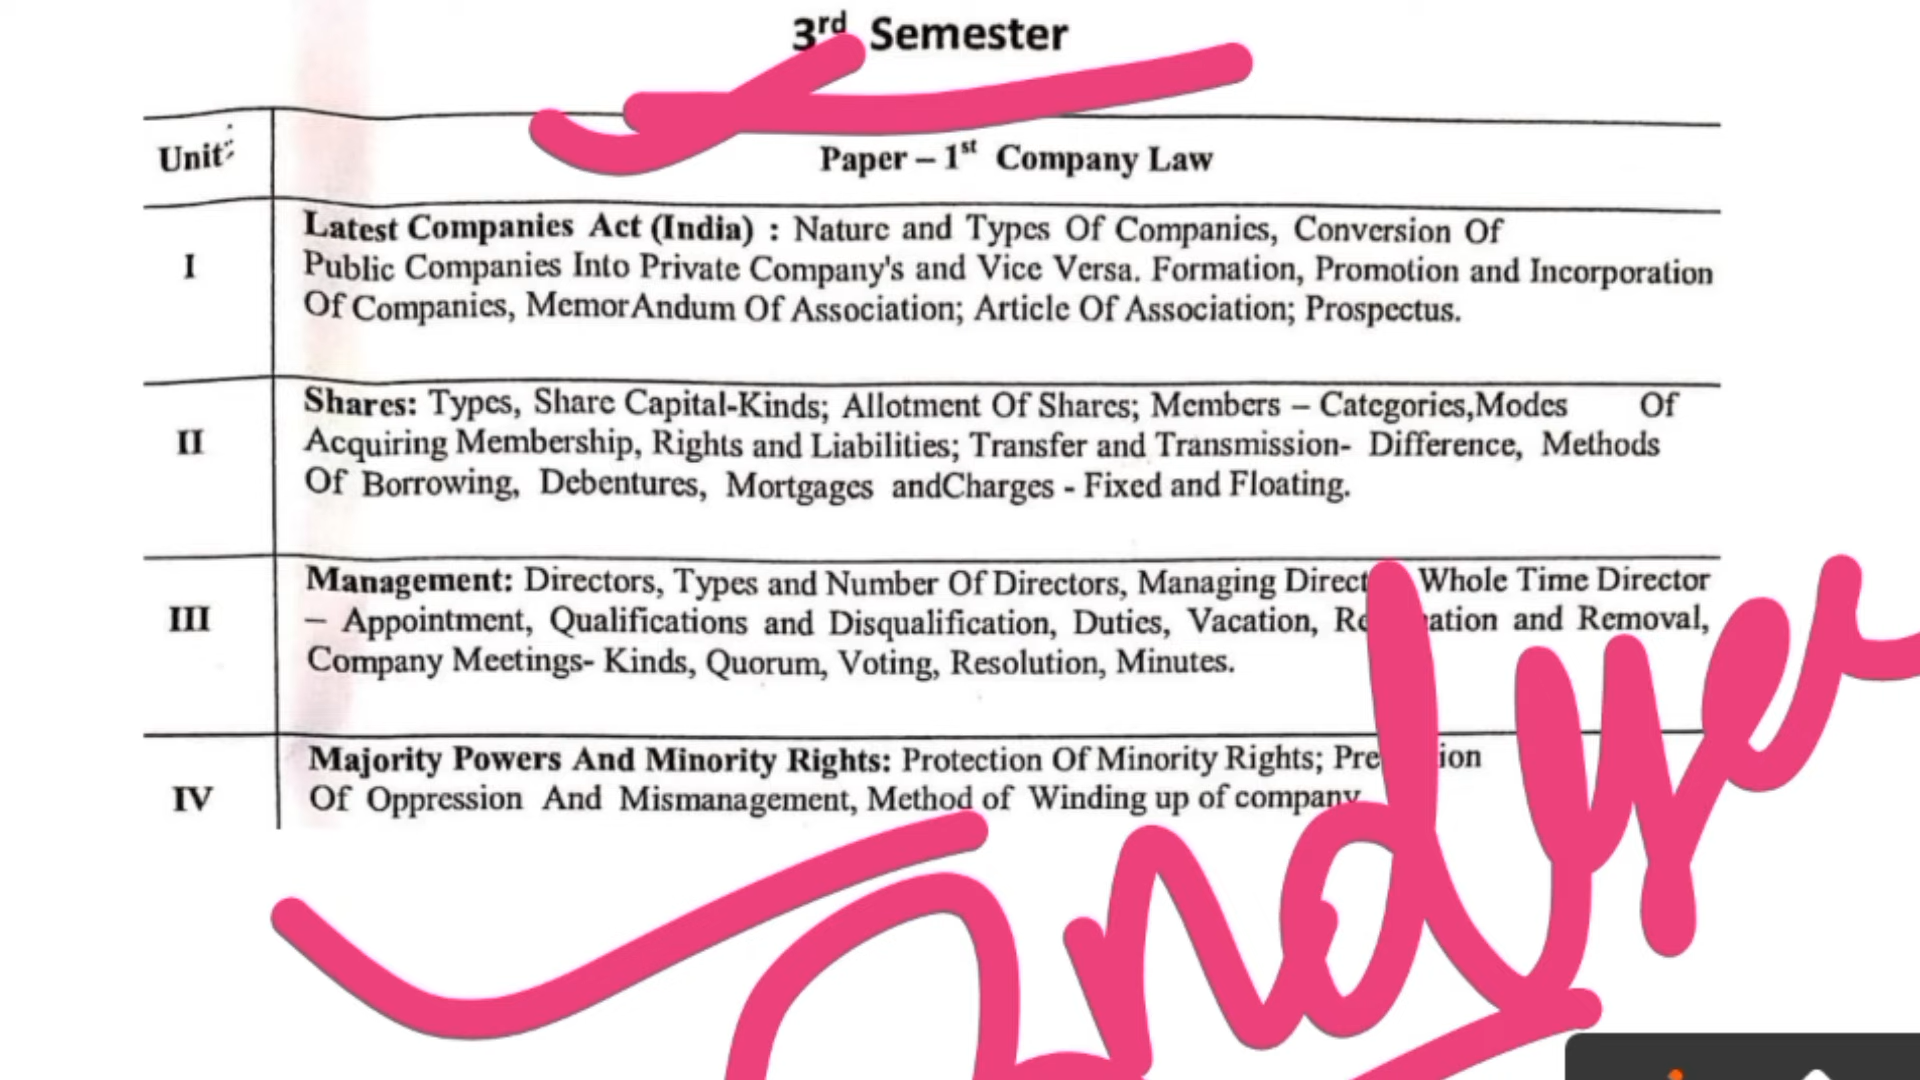 3rd Semester
Unit:
Paper – 1st Company Law
I
Latest Companies Act (India) : Nature and Types Of Companies, Conversion Of
Public Companies Into Private Company's and Vice Versa. Formation, Promotion and Incorporation
Of Companies, MemorAndum Of Association; Article Of Association; Prospectus.
II
Shares: Types, Share Capital-Kinds; Allotment Of Shares; Members – Categories,Modes Of
Acquiring Membership, Rights and Liabilities; Transfer and Transmission- Difference, Methods
Of Borrowing, Debentures, Mortgages andCharges - Fixed and Floating.
III
Management: Directors, Types and Number Of Directors, Managing Whole Time Director
– Appointment, Qualifications and Disqualification, Duties, Vacation, and Removal,
Company Meetings- Kinds, Quorum, Voting, Resolution, Minutes.
IV
Majority Powers And Minority Rights: Protection Of Minority Rights;
Of Oppression And Mismanagement, Method of Winding up of company
2nd year